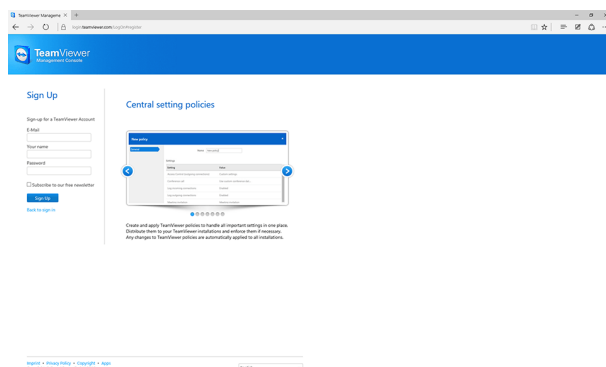 TeamViewer Manageme
login.teamviewer.com/LogOn#register
TeamViewer
Management Console
Sign Up
Sign-up for a TeamViewer Account
E-Mail
Your name
Password
Subscribe to our free newsletter
Sign Up
Back to sign in
Central setting policies
New policy
Name
Settings
Setting
Value
Create and apply TeamViewer policies to handle all important settings in one place.
Distribute them to your TeamViewer installations and enforce them if necessary.
Any changes to TeamViewer policies are automatically applied to all installations.
Imprint • Privacy Policy • Copyright • Apps